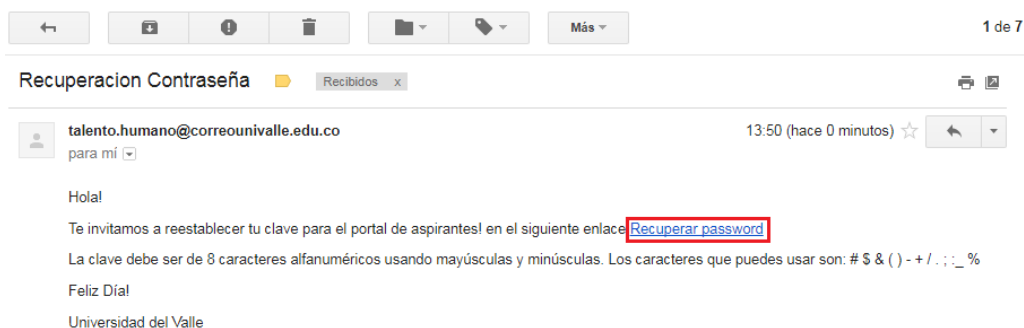 Más
1 de 7
Recuperacion Contraseña
Recibidos x
talento.humano@correounivalle.edu.co
13:50 (hace 0 minutos)
para mí
Hola!
Te invitamos a reestablecer tu clave para el portal de aspirantes! en el siguiente enlace Recuperar password
La clave debe ser de 8 caracteres alfanuméricos usando mayúsculas y minúsculas. Los caracteres que puedes usar son: # $ & ( ) - + / . ; :_ %
Feliz Día!
Universidad del Valle